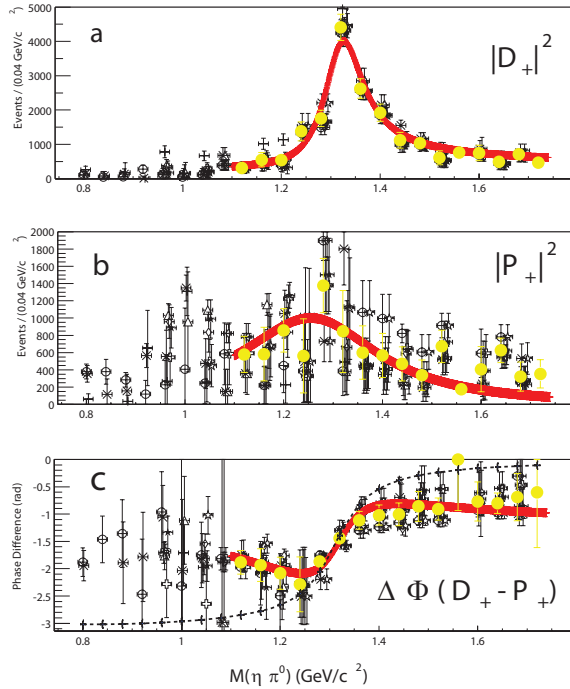 a
|D₊|²
Events / (0.04 GeV/c²)
5000
4000
3000
2000
1000
0
0.8 1 1.2 1.4 1.6
b
|P₊|²
Events / (0.04 GeV/c²)
2000
1800
1600
1400
1200
1000
800
600
400
200
0
0.8 1 1.2 1.4 1.6
c
Δ Φ (D₊ - P₊)
Phase Difference (rad)
0
-0.5
-1
-1.5
-2
-2.5
-3
0.8 1 1.2 1.4 1.6
M(η π⁰) (GeV/c²)